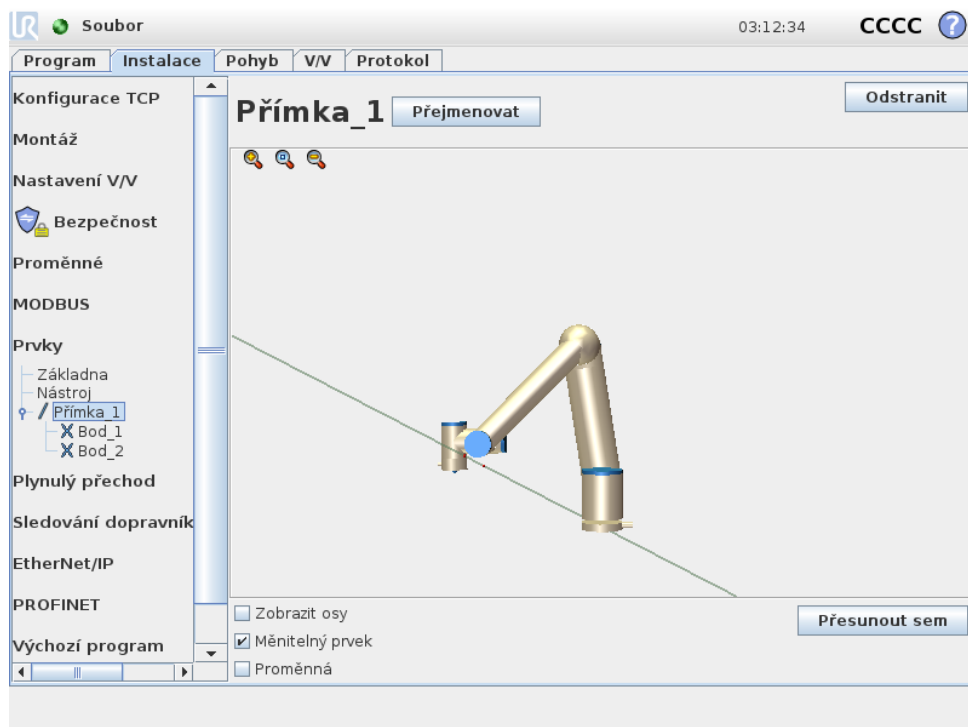 UR Soubor 03:12:34 CCCC ?
Program Instalace Pohyb V/V Protokol
Konfigurace TCP
Montáž
Nastavení V/V
Bezpečnost
Proměnné
MODBUS
Prvky
Základna
Nástroj
Přímka_1
Bod_1
Bod_2
Plynulý přechod
Sledování dopravník
EtherNet/IP
PROFINET
Výchozí program
Přímka_1 Přejmenovat Odstranit
Zobrazit osy
Měnitelný prvek
Proměnná
Přesunout sem